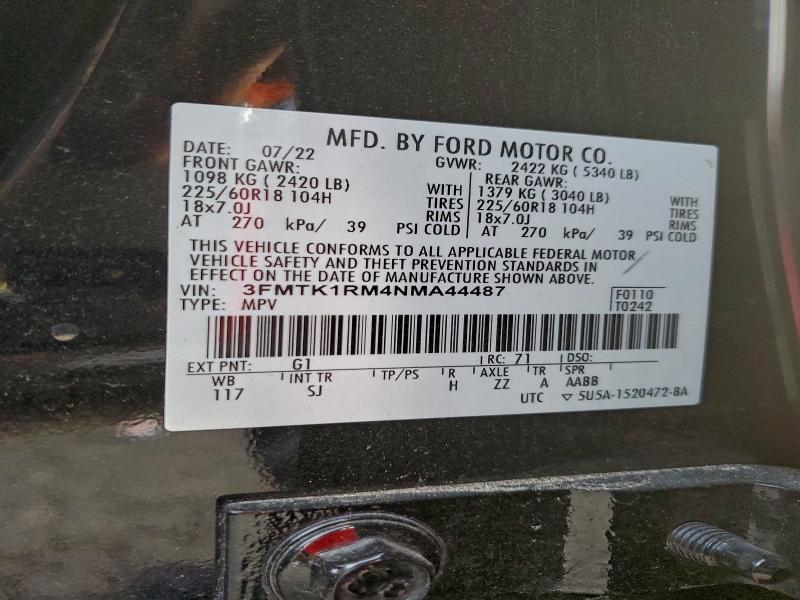 MFD. BY FORD MOTOR CO.
DATE: 07/22 GVWR: 2422 KG ( 5340 LB)
FRONT GAWR: REAR GAWR:
1098 KG ( 2420 LB) WITH 1379 KG ( 3040 LB) WITH
225/60R18 104H TIRES 225/60R18 104H TIRES
18x7.0J RIMS 18x7.0J RIMS
AT 270 kPa/ 39 PSI COLD AT 270 kPa/ 39 PSI COLD
THIS VEHICLE CONFORMS TO ALL APPLICABLE FEDERAL MOTOR
VEHICLE SAFETY AND THEFT PREVENTION STANDARDS IN
EFFECT ON THE DATE OF MANUFACTURE SHOWN ABOVE.
VIN: 3FMTK1RM4NMA44487 F0110
TYPE: MPV T0242
EXT PNT: G1 RC: 71 DSO:
WB INT TR TP/PS R AXLE TR SPR
117 SJ H ZZ A AABB
UTC ▽ 5U5A-1520472-BA